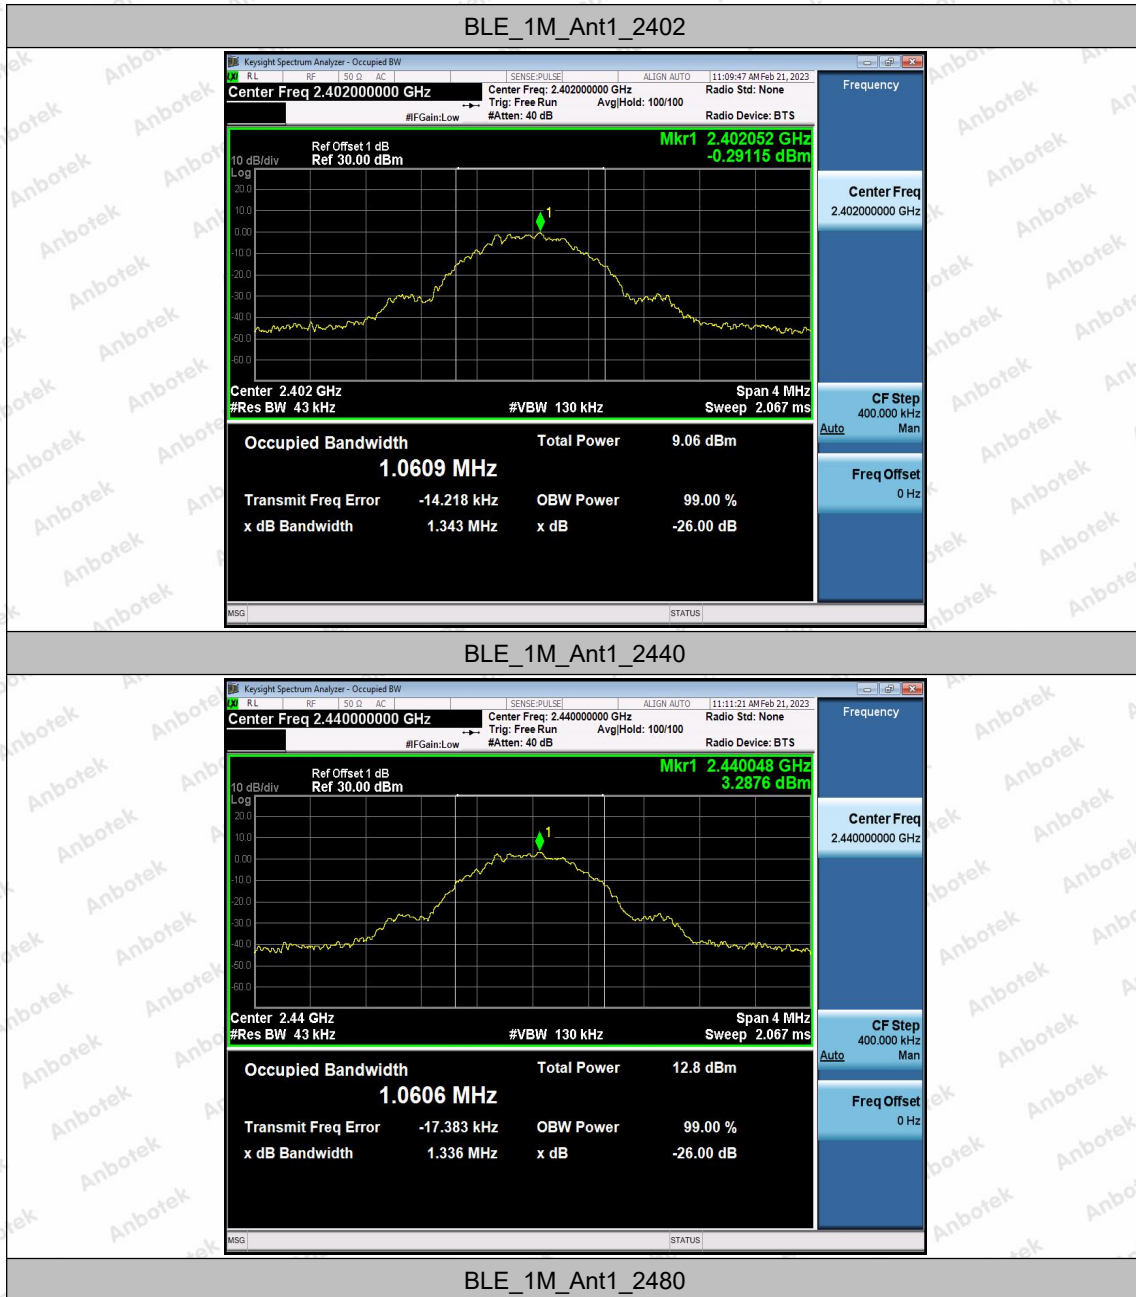 BLE_1M_Ant1_2402
Keysight Spectrum Analyzer - Occupied BW
RL RF 50 Ω AC SENSE:PULSE ALIGN AUTO 11:09:47 AM Feb 21, 2023
Center Freq 2.402000000 GHz
Center Freq: 2.402000000 GHz
Radio Std: None
Trig: Free Run Avg|Hold: 100/100
#IFGain:Low
#Atten: 40 dB
Radio Device: BTS
Frequency
Mkr1 2.402052 GHz
-0.29115 dBm
Ref Offset 1 dB
10 dB/div Ref 30.00 dBm
Log
20.0
10.0
0.00
-10.0
-20.0
-30.0
-40.0
-50.0
-60.0
1
Center 2.402 GHz Span 4 MHz
#Res BW 43 kHz #VBW 130 kHz Sweep 2.067 ms
Center Freq
2.402000000 GHz
CF Step
400.000 kHz
Auto Man
Freq Offset
0 Hz
Occupied Bandwidth Total Power 9.06 dBm
1.0609 MHz
Transmit Freq Error -14.218 kHz OBW Power 99.00 %
x dB Bandwidth 1.343 MHz x dB -26.00 dB
MSG STATUS
BLE_1M_Ant1_2440
Keysight Spectrum Analyzer - Occupied BW
RL RF 50 Ω AC SENSE:PULSE ALIGN AUTO 11:11:21 AM Feb 21, 2023
Center Freq 2.440000000 GHz
Center Freq: 2.440000000 GHz
Radio Std: None
Trig: Free Run Avg|Hold: 100/100
#IFGain:Low
#Atten: 40 dB
Radio Device: BTS
Frequency
Mkr1 2.440048 GHz
3.2876 dBm
Ref Offset 1 dB
10 dB/div Ref 30.00 dBm
Log
20.0
10.0
0.00
-10.0
-20.0
-30.0
-40.0
-50.0
-60.0
1
Center 2.44 GHz Span 4 MHz
#Res BW 43 kHz #VBW 130 kHz Sweep 2.067 ms
Center Freq
2.440000000 GHz
CF Step
400.000 kHz
Auto Man
Freq Offset
0 Hz
Occupied Bandwidth Total Power 12.8 dBm
1.0606 MHz
Transmit Freq Error -17.383 kHz OBW Power 99.00 %
x dB Bandwidth 1.336 MHz x dB -26.00 dB
MSG STATUS
BLE_1M_Ant1_2480